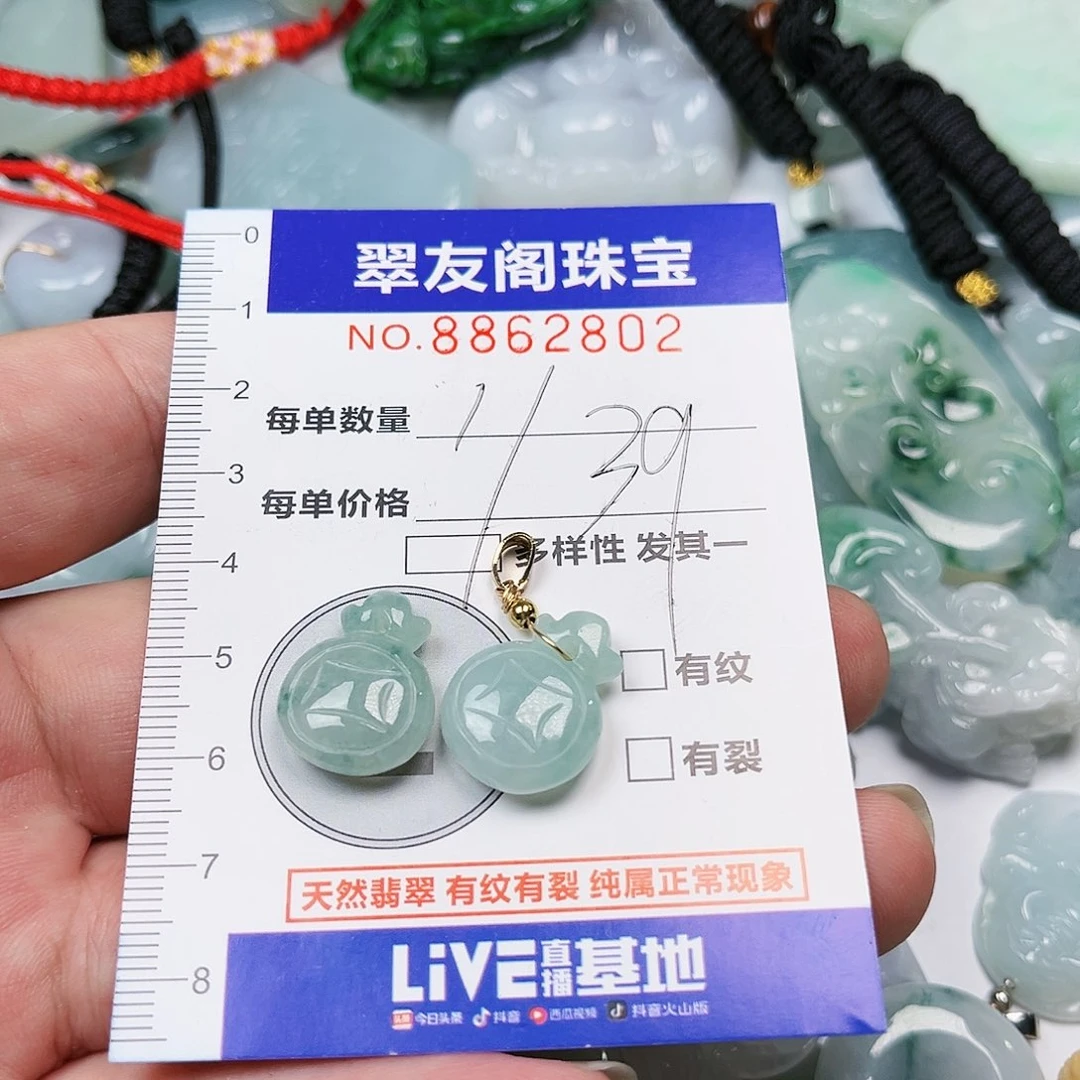 翠友阁珠宝
NO.8862802
每单数量
1/39
每单价格
多样性 发其一
有纹
有裂
天然翡翠 有纹有裂 纯属正常现象
LiVE直播基地
头条 今日头条 抖音 西瓜视频 抖音火山版
0
1
2
3
4
5
6
7
8